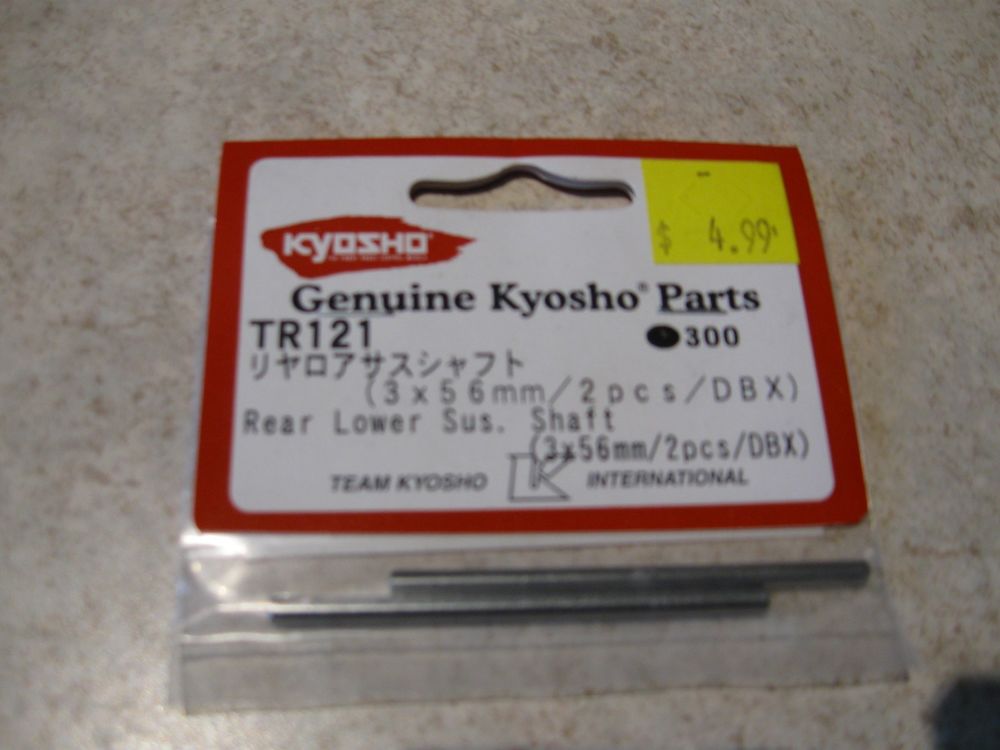 KYOSHO
$ 4.99
Genuine Kyosho® Parts
TR121
●300
リヤロアサスシャフト
(3x56mm/2pcs/DBX)
Rear Lower Sus. Shaft
(3x56mm/2pcs/DBX)
TEAM KYOSHO K INTERNATIONAL